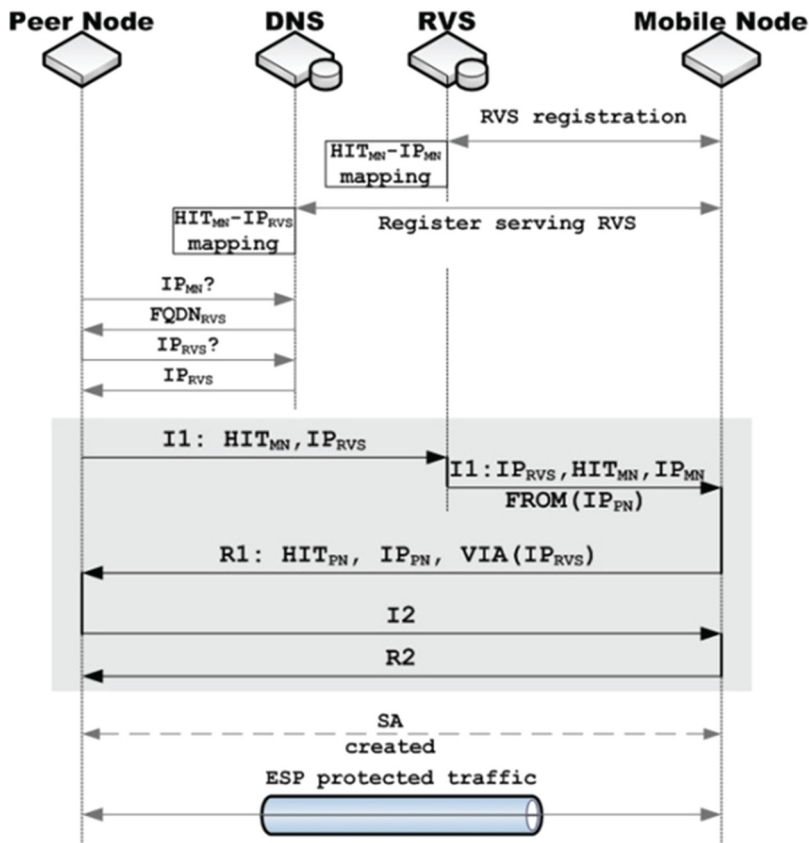 Peer Node DNS RVS Mobile Node
RVS registration
HITMN-IPMN
mapping
HITMN-IPRVS
mapping
Register serving RVS
IPMN?
FQDNRVS
IPRVS?
IPRVS
I1: HITMN,IPRVS
I1:IPRVS,HITMN,IPMN
FROM(IPPN)
R1: HITPN, IPPN, VIA(IPRVS)
I2
R2
SA
created
ESP protected traffic